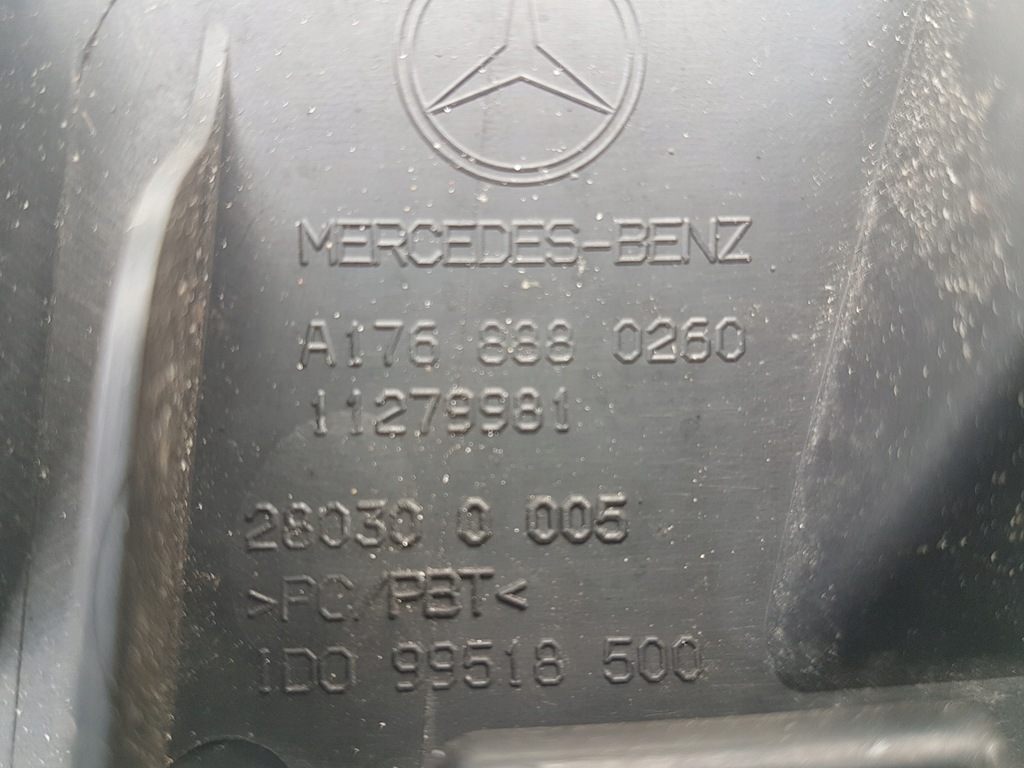 MERCEDES-BENZ
A176 888 0260
11279981
28030 0 005
>PC/PBT<
1D0 99518 500